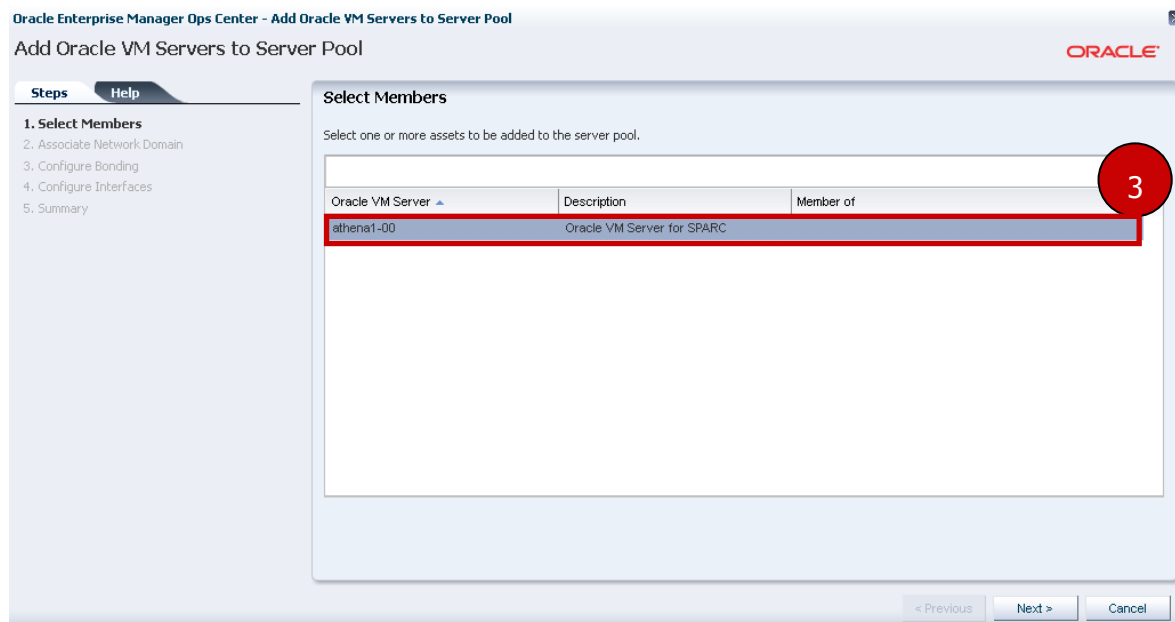 Oracle Enterprise Manager Ops Center - Add Oracle VM Servers to Server Pool
Add Oracle VM Servers to Server Pool
ORACLE
Steps
Help
1. Select Members
2. Associate Network Domain
3. Configure Bonding
4. Configure Interfaces
5. Summary
Select Members
Select one or more assets to be added to the server pool.
3
Oracle VM Server Description Member of
athena1-00 Oracle VM Server for SPARC
< Previous Next > Cancel